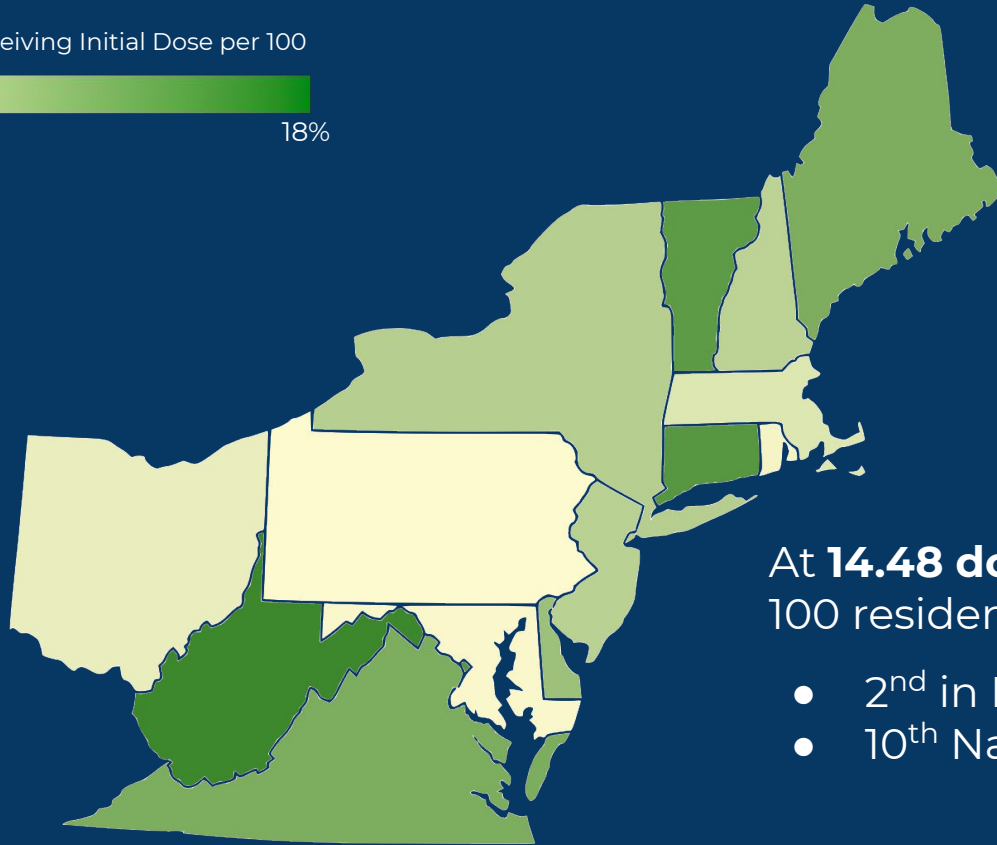 eiving Initial Dose per 100
18%
At 14.48 do
100 residen
● 2nd in
● 10th Na